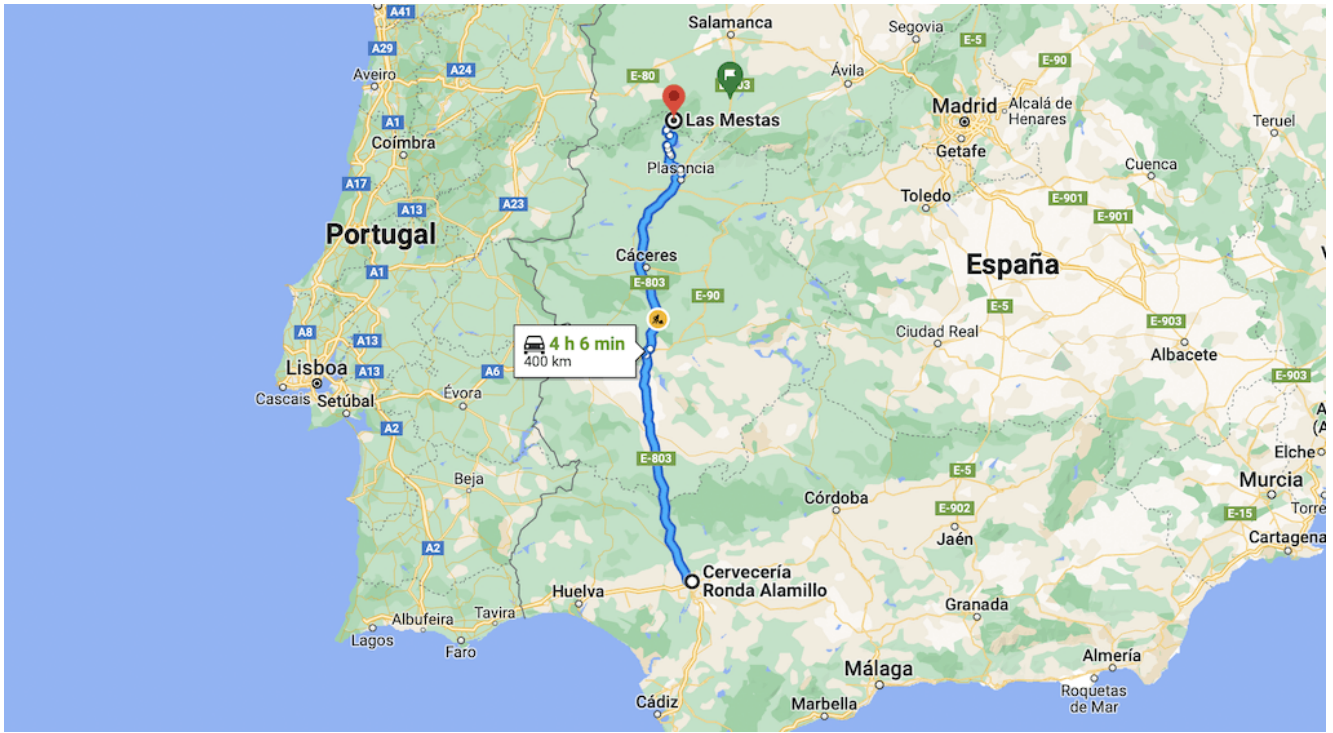 A41
Salamanca
Segovia
A29
E-5
A24
E-80
Ávila
E-90
Aveiro
Las Mestas
Madrid
Alcalá de
Henares
A1
Teruel
Coímbra
Getafe
Plasencia
Cuenca
A17
Toledo
A23
A13
E-901
E-901
Portugal
Cáceres
España
A1
E-803
E-90
E-5
E-903
A8
Ciudad Real
4 h 6 min
400 km
A13
Albacete
Lisboa
A13
A6
E-903
Cascais
Setúbal
Évora
A2
Elche
E-803
E-5
Beja
Murcia
Córdoba
E-902
E-15
Torre
A2
Jaén
Cartagena
Cervecería
Ronda Alamillo
Huelva
Granada
Albufeira
Tavira
Lagos
Faro
Almería
Málaga
Roquetas
de Mar
Cádiz
Marbella